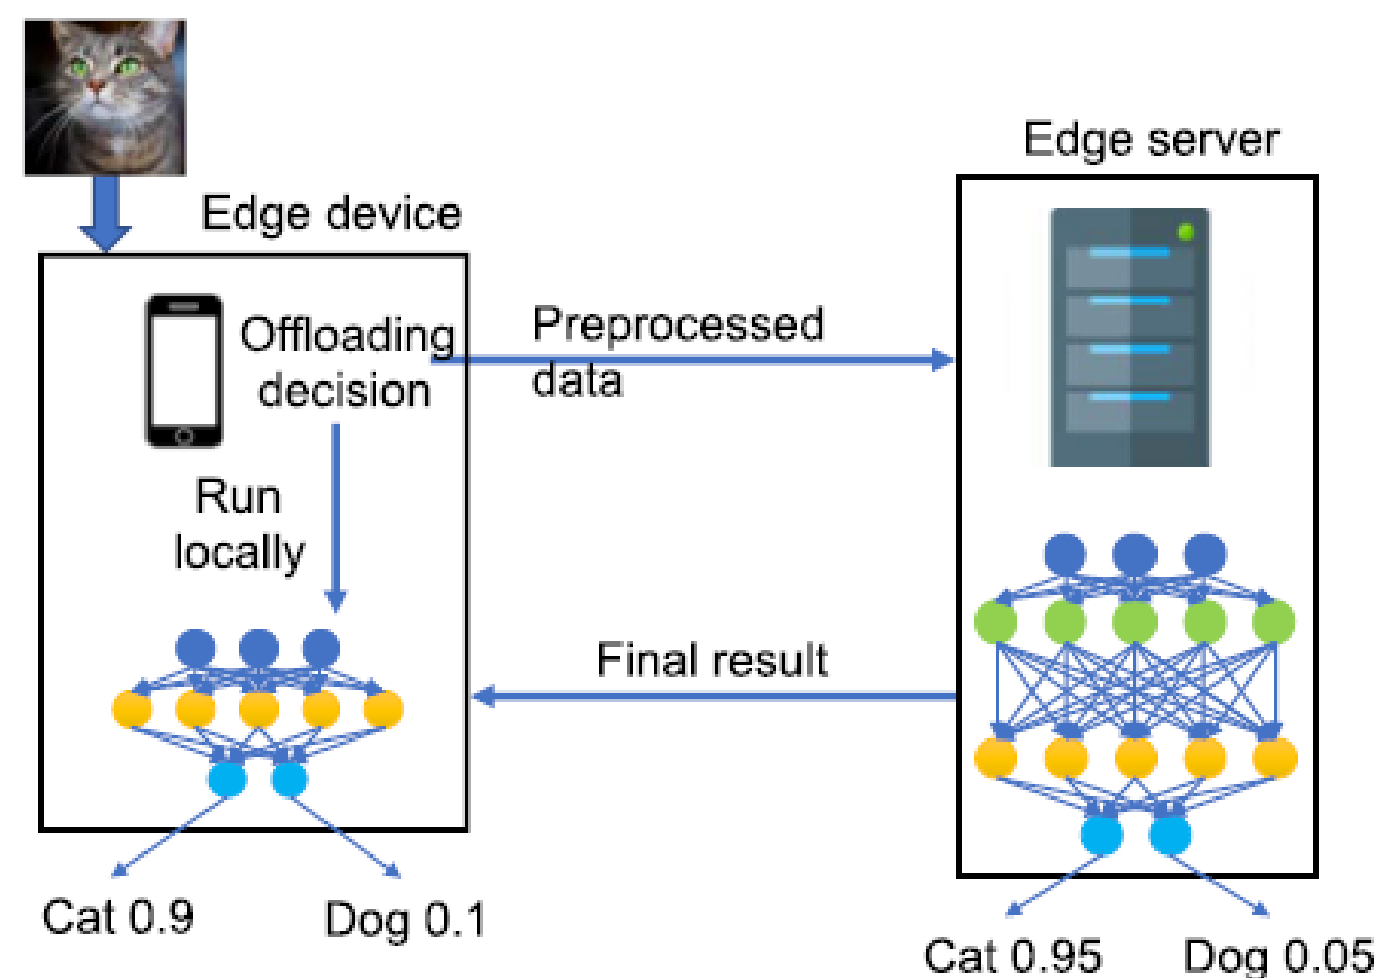 Edge server
Edge device
Offloading
decision
Preprocessed
data
Run
locally
Final result
Cat 0.9
Dog 0.1
Cat 0.95
Dog 0.05